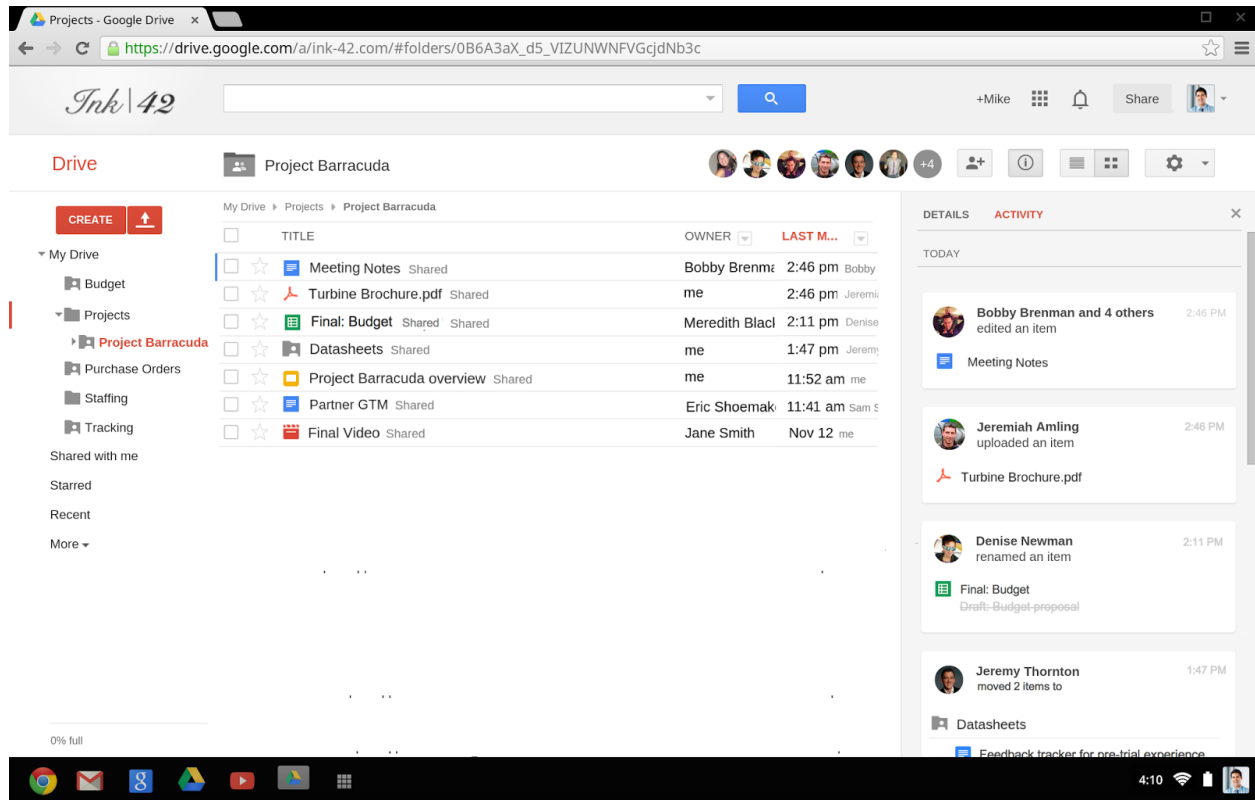 Projects - Google Drive
https://drive.google.com/a/ink-42.com/#folders/0B6A3aX_d5_VIZUNWNFVGcjdNb3c
Ink|42
+Mike
Share
Drive
Project Barracuda
+4
CREATE
My Drive
Budget
Projects
Project Barracuda
Purchase Orders
Staffing
Tracking
Shared with me
Starred
Recent
More
0% full
My Drive Projects Project Barracuda
TITLE OWNER LAST M...
Meeting Notes Shared Bobby Brenma 2:46 pm Bobby
Turbine Brochure.pdf Shared me 2:46 pm Jeremi
Final: Budget Shared Shared Meredith Blacl 2:11 pm Denise
Datasheets Shared me 1:47 pm Jeremy
Project Barracuda overview Shared me 11:52 am me
Partner GTM Shared Eric Shoemak 11:41 am Sam S
Final Video Shared Jane Smith Nov 12 me
DETAILS ACTIVITY
TODAY
Bobby Brenman and 4 others 2:46 PM
edited an item
Meeting Notes
Jeremiah Amling 2:46 PM
uploaded an item
Turbine Brochure.pdf
Denise Newman 2:11 PM
renamed an item
Final: Budget
Draft: Budget proposal
Jeremy Thornton 1:47 PM
moved 2 items to
Datasheets
Feedback tracker for pre-trial experience
8
4:10